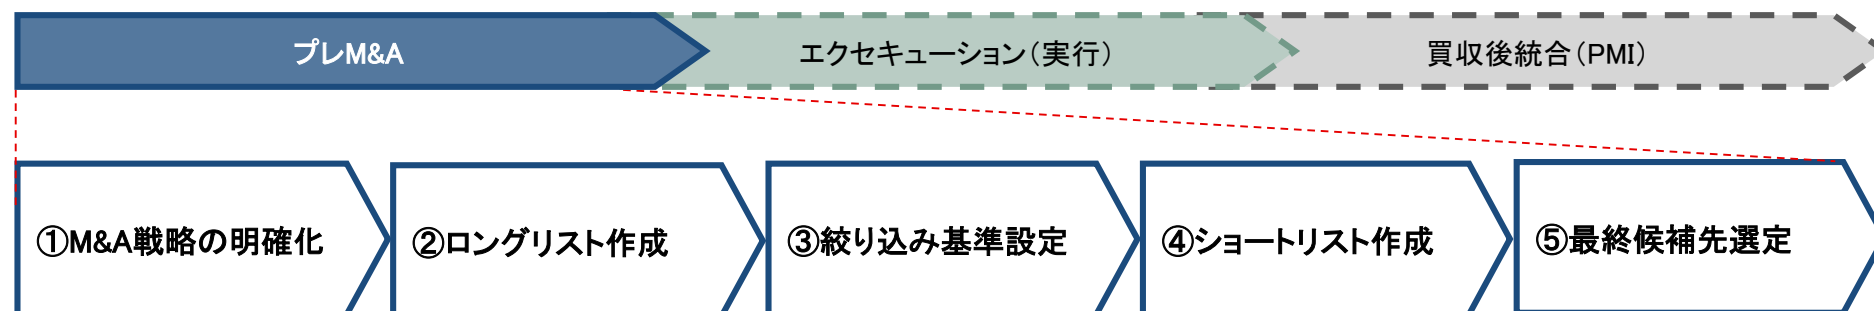 プレM&A
エクセキューション（実行）
買収後統合（PMI）
①M&A戦略の明確化
②ロングリスト作成
③絞り込み基準設定
④ショートリスト作成
⑤最終候補先選定